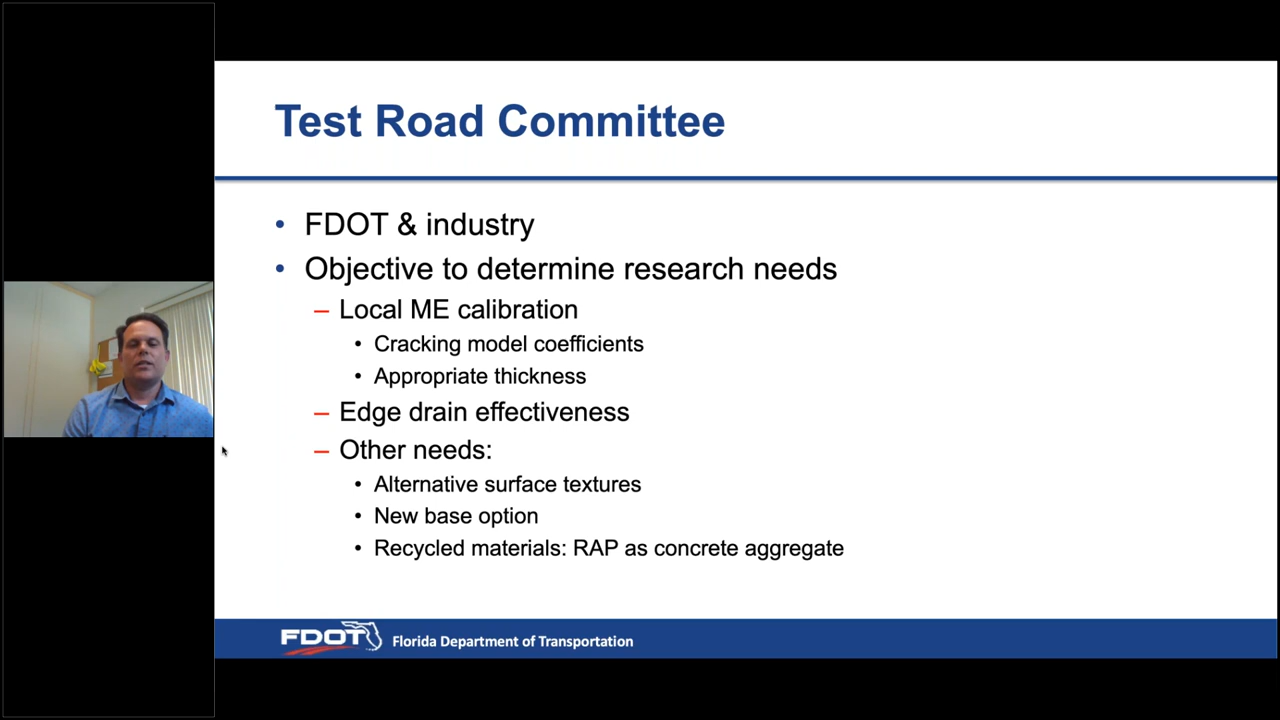 Test Road Committee
• FDOT & industry
• Objective to determine research needs
– Local ME calibration
• Cracking model coefficients
• Appropriate thickness
– Edge drain effectiveness
– Other needs:
• Alternative surface textures
• New base option
• Recycled materials: RAP as concrete aggregate
FDOT Florida Department of Transportation